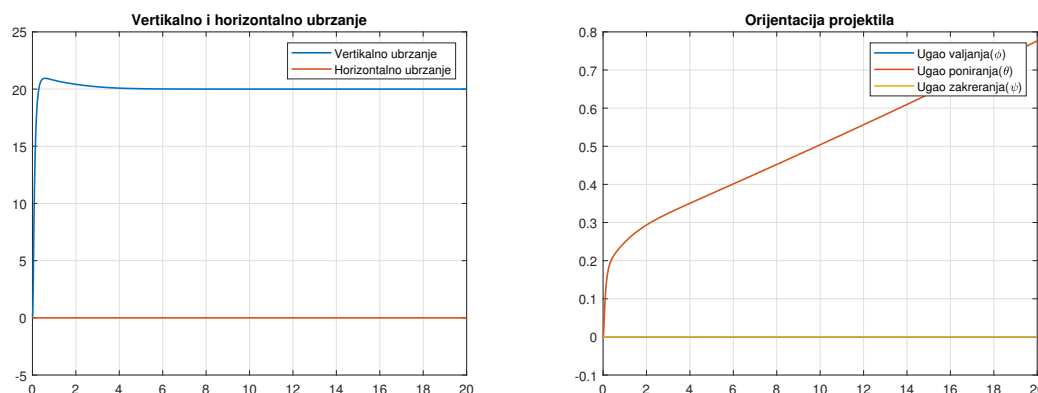 Vertikalno i horizontalno ubrzanje
25
20
15
10
5
0
-5
0 2 4 6 8 10 12 14 16 18 20
Vertikalno ubrzanje
Horizontalno ubrzanje
Orijentacija projektila
0.8
0.7
0.6
0.5
0.4
0.3
0.2
0.1
0
-0.1
0 2 4 6 8 10 12 14 16 18 20
Ugao valjanja(ϕ)
Ugao poniranja(θ)
Ugao zakreranja(ψ)